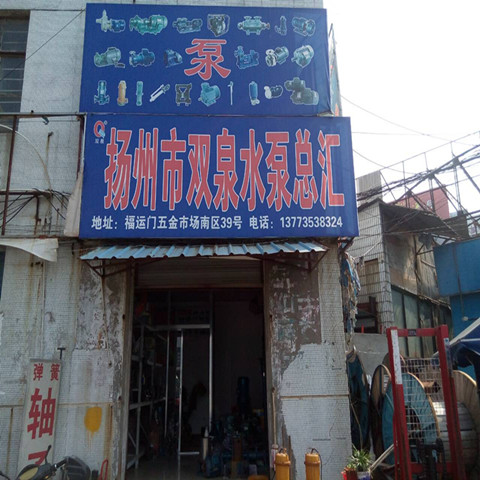 泵
扬州市双泉水泵总汇
地址：福运门五金市场南区39号 电话：13773538324
弹簧
轴